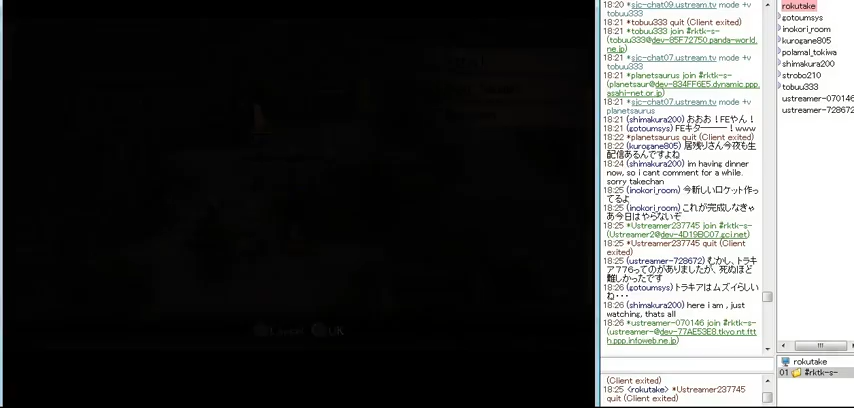 18:20 *sjc-chat09.ustream.tv mode +v
tobuu333
18:21 *tobuu333 quit (Client exited)
18:21 *tobuu333 join #rktk-s-
(tobuu333@dev-85F72750.panda-world.
ne.jp)
18:21 *sjc-chat07.ustream.tv mode +v
tobuu333
18:21 *planetsaurus join #rktk-s-
(planetsaur@dev-834FF6E5.dynamic.ppp.
asahi-net.or.jp)
18:21 *sjc-chat07.ustream.tv mode +v
planetsaurus
18:21 (shimakura200) おおお！FEやん！
18:21 (gotoumsys) FEキター――！www
18:22 *planetsaurus quit (Client exited)
18:22 (kurogane805) 居残りさん今夜も生
配信あるんですよね
18:24 (shimakura200) im having dinner
now, so i cant comment for a while.
sorry takechan
18:25 (inokori_room) 今新しいロケット作っ
てるよ
18:25 (inokori_room) これが完成しなきゃ
あ今日はやらないぞ
18:25 *Ustreamer237745 join #rktk-s-
(Ustreamer2@dev-4D19BC07.gci.net)
18:25 *Ustreamer237745 quit (Client
exited)
18:25 (ustreamer-728672) むかし、トラキ
ア776ってのがありましたが、死ぬほど
難しかったです
18:26 (gotoumsys) トラキアはムズイらしい
ね・・・
18:26 (shimakura200) here i am , just
watching, thats all
18:26 *ustreamer-070146 join #rktk-s-
(ustreamer-@dev-77AE53E8.tkyo.nt.ftt
h.ppp.infoweb.ne.jp)
(Client exited)
18:25 <rokutake> *Ustreamer237745
quit (Client exited)
rokutake
gotoumsys
inokori_room
kurogane805
polamal_tokiwa
shimakura200
strobo210
tobuu333
ustreamer-070146
ustreamer-728672
rokutake
01 #rktk-s-
OK